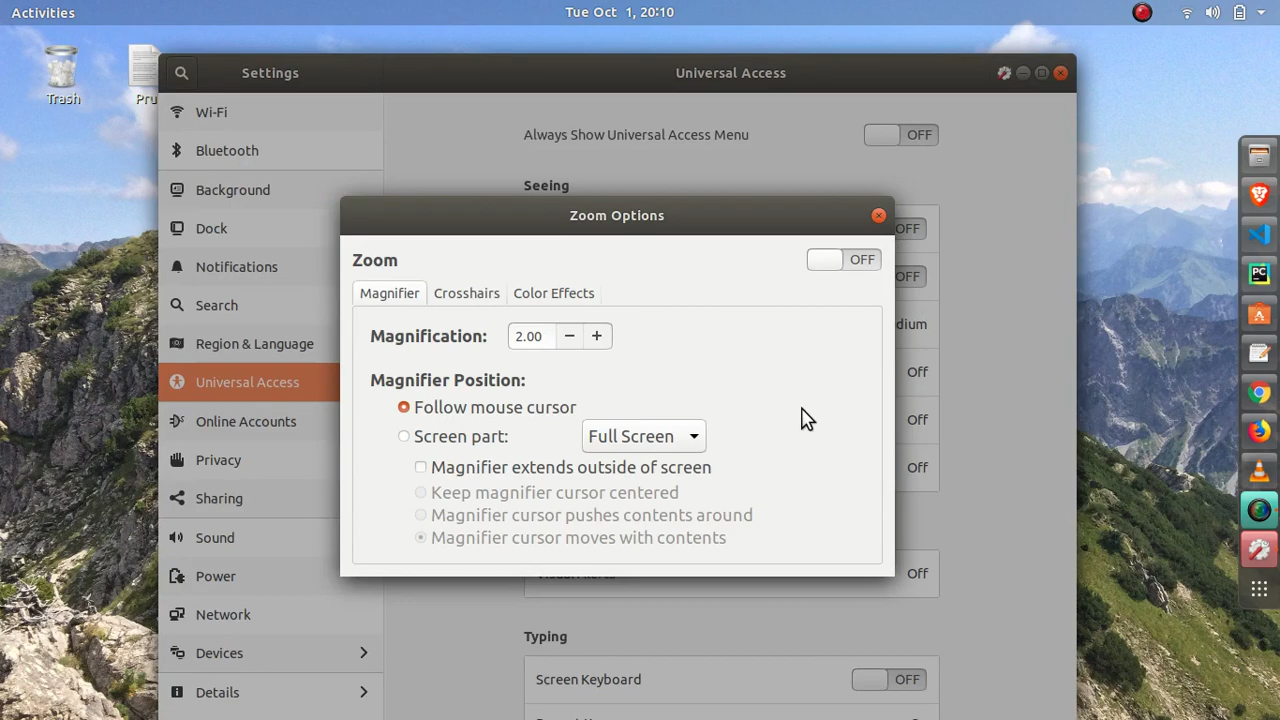 Activities
Tue Oct 1, 20:10
Trash
Pru
Settings
Universal Access
Wi-Fi
Bluetooth
Background
Dock
Notifications
Search
Region & Language
Universal Access
Online Accounts
Privacy
Sharing
Sound
Power
Network
Devices
Details
Always Show Universal Access Menu
OFF
Seeing
OFF
OFF
dium
Off
Off
Off
Zoom Options
Zoom
OFF
Magnifier
Crosshairs
Color Effects
Magnification:
2.00
− +
Magnifier Position:
Follow mouse cursor
Screen part:
Full Screen
Magnifier extends outside of screen
Keep magnifier cursor centered
Magnifier cursor pushes contents around
Magnifier cursor moves with contents
Visual Alerts
Off
Typing
Screen Keyboard
OFF
PC